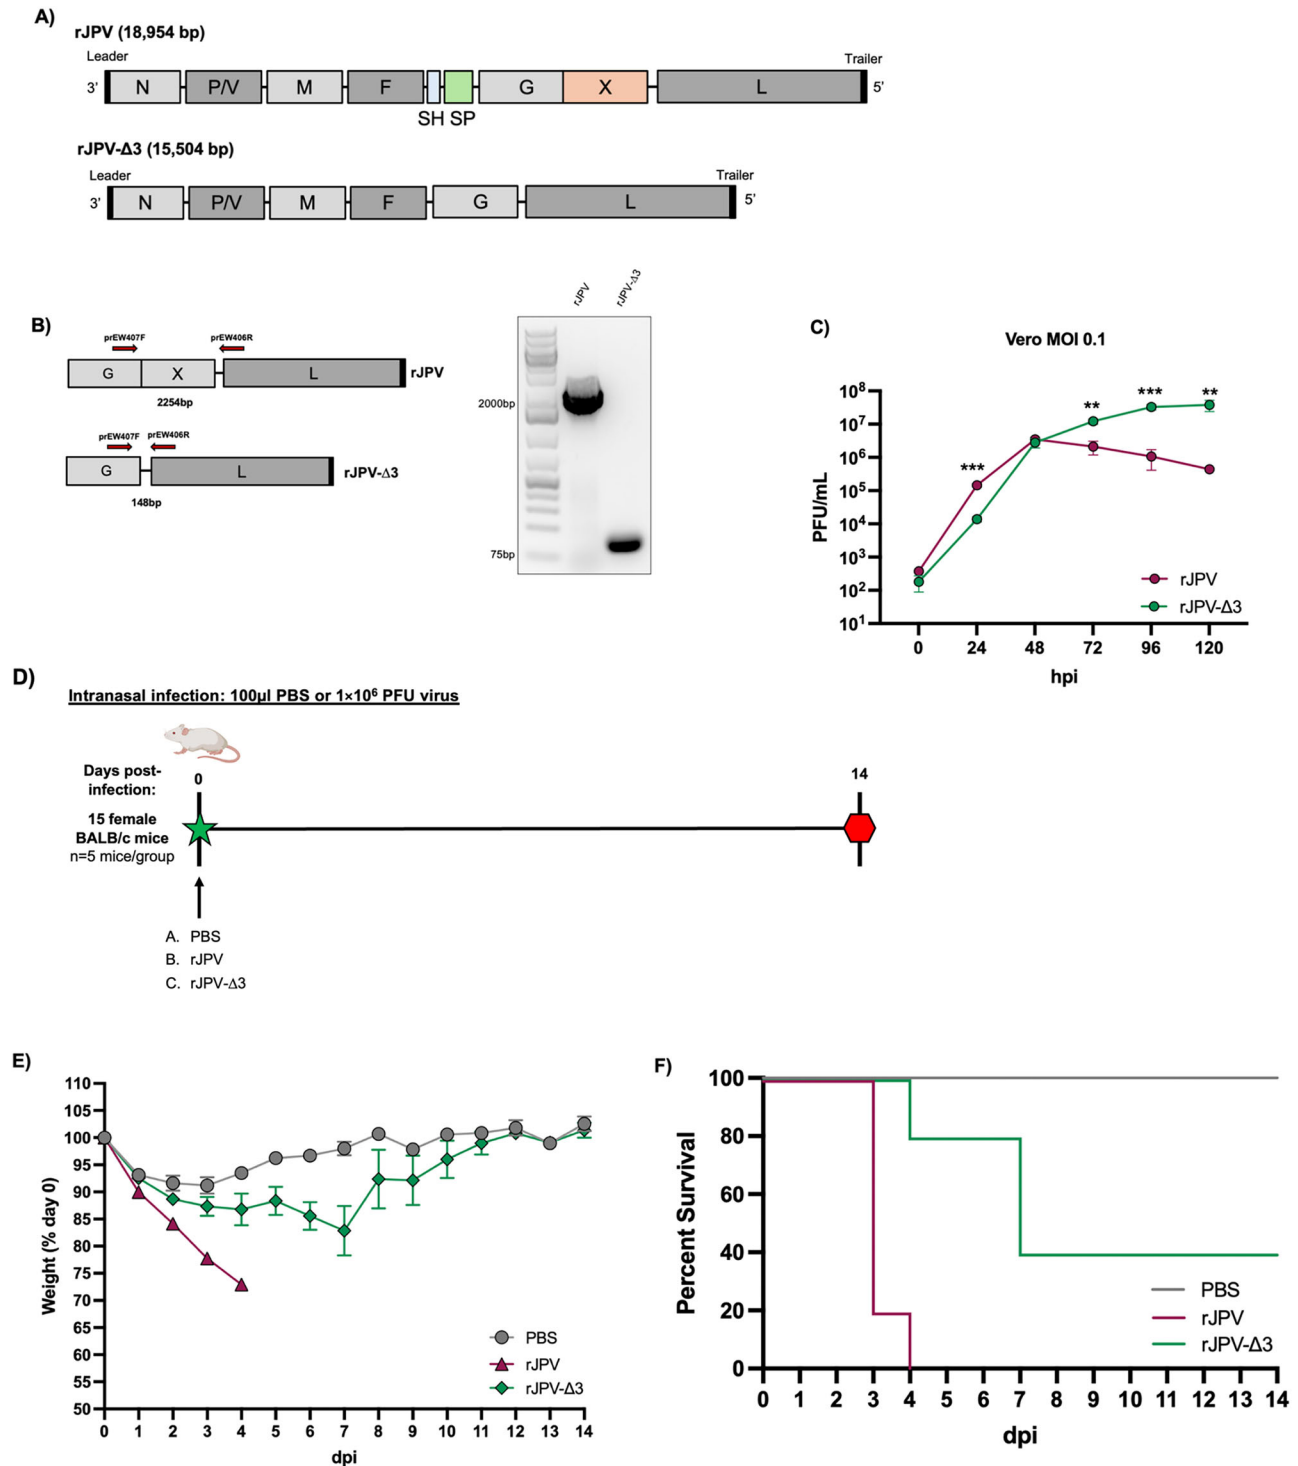 A)
rJPV (18,954 bp)
Leader
Trailer
3' N P/V M F G X L 5'
SH SP
rJPV-Δ3 (15,504 bp)
Leader
Trailer
3' N P/V M F G L 5'
B)
prEW407F prEW406R
G X L rJPV
2254bp
prEW407F prEW406R
G L rJPV-Δ3
148bp
rJPV rJPV-Δ3
2000bp
75bp
C)
Vero MOI 0.1
PFU/mL
10⁸
10⁷
10⁶
10⁵
10⁴
10³
10²
10¹
*** ** *** **
rJPV
rJPV-Δ3
0 24 48 72 96 120
hpi
D)
Intranasal infection: 100µl PBS or 1×10⁶ PFU virus
Days post-
infection:
0 14
15 female
BALB/c mice
n=5 mice/group
A. PBS
B. rJPV
C. rJPV-Δ3
E)
Weight (% day 0)
110
105
100
95
90
85
80
75
70
65
60
55
50
PBS
rJPV
rJPV-Δ3
0 1 2 3 4 5 6 7 8 9 10 11 12 13 14
dpi
F)
Percent Survival
100
80
60
40
20
0
PBS
rJPV
rJPV-Δ3
0 1 2 3 4 5 6 7 8 9 10 11 12 13 14
dpi